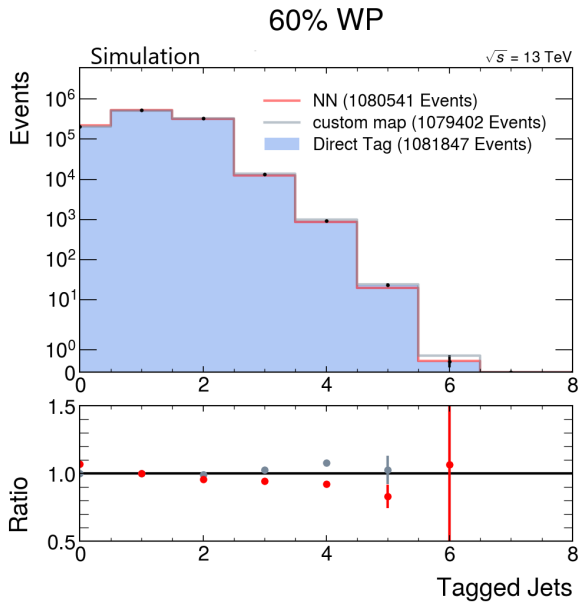 60% WP
Simulation
√s = 13 TeV
Events
NN (1080541 Events)
custom map (1079402 Events)
Direct Tag (1081847 Events)
10⁶
10⁵
10⁴
10³
10²
10¹
10⁰
0
0 2 4 6 8
Ratio
1.5
1.0
0.5
0 2 4 6 8
Tagged Jets